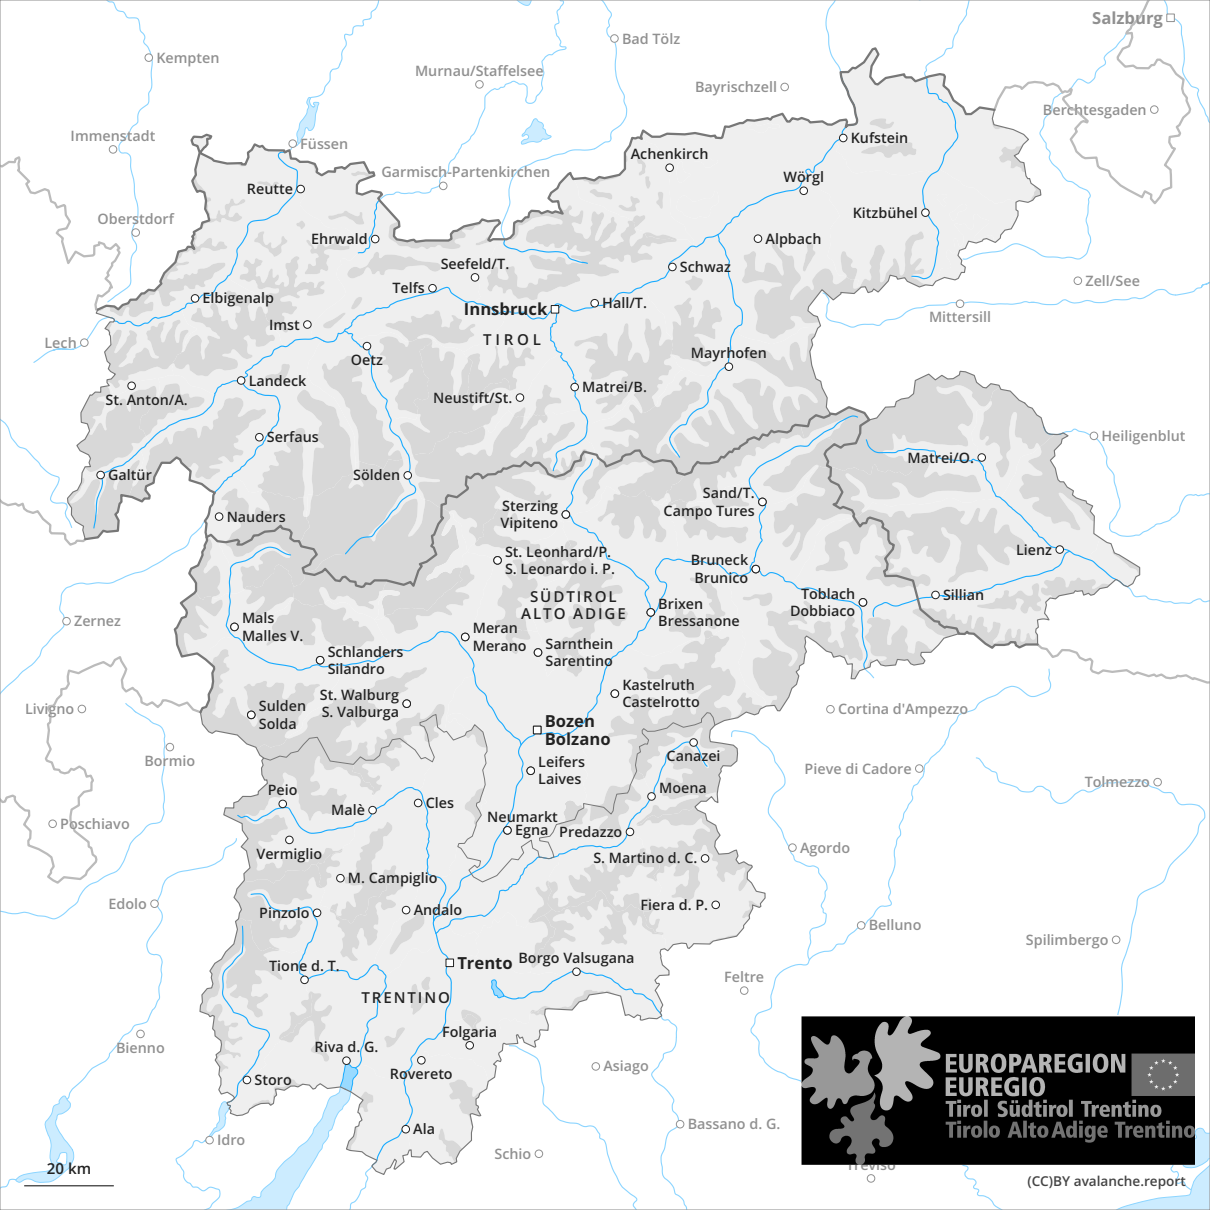 Salzburg
Bad Tölz
Kempten
Murnau/Staffelsee
Bayrischzell
Berchtesgaden
Immenstadt
Füssen
Kufstein
Achenkirch
Garmisch-Partenkirchen
Wörgl
Reutte
Oberstdorf
Kitzbühel
Ehrwald
Alpbach
Seefeld/T.
Schwaz
Zell/See
Telfs
Elbigenalp
Hall/T.
Innsbruck
Mittersill
Imst
TIROL
Lech
Oetz
Mayrhofen
Landeck
Matrei/B.
St. Anton/A.
Neustift/St.
Serfaus
Heiligenblut
Matrei/O.
Galtür
Sölden
Sand/T.
Campo Tures
Sterzing
Vipiteno
Nauders
St. Leonhard/P.
S. Leonardo i. P.
Lienz
Bruneck
Brunico
SÜDTIROL
ALTO ADIGE
Toblach
Dobbiaco
Sillian
Brixen
Bressanone
Zernez
Mals
Malles V.
Meran
Merano
Sarnthein
Sarentino
Schlanders
Silandro
Kastelruth
Castelrotto
St. Walburg
S. Valburga
Livigno
Sulden
Solda
Cortina d'Ampezzo
Bozen
Bolzano
Bormio
Canazei
Leifers
Laives
Pieve di Cadore
Tolmezzo
Peio
Moena
Malè
Cles
Neumarkt
Egna
Predazzo
Poschiavo
Vermiglio
Agordo
S. Martino d. C.
M. Campiglio
Edolo
Fiera d. P.
Pinzolo
Andalo
Belluno
Spilimbergo
Trento
Borgo Valsugana
Tione d. T.
Feltre
TRENTINO
Folgaria
Bienno
Riva d. G.
Asiago
Rovereto
Storo
EUROPAREGION
EUREGIO
Tirol Südtirol Trentino
Tirolo Alto Adige Trentino
Bassano d. G.
Ala
Idro
Schio
Treviso
20 km
(CC)BY avalanche.report